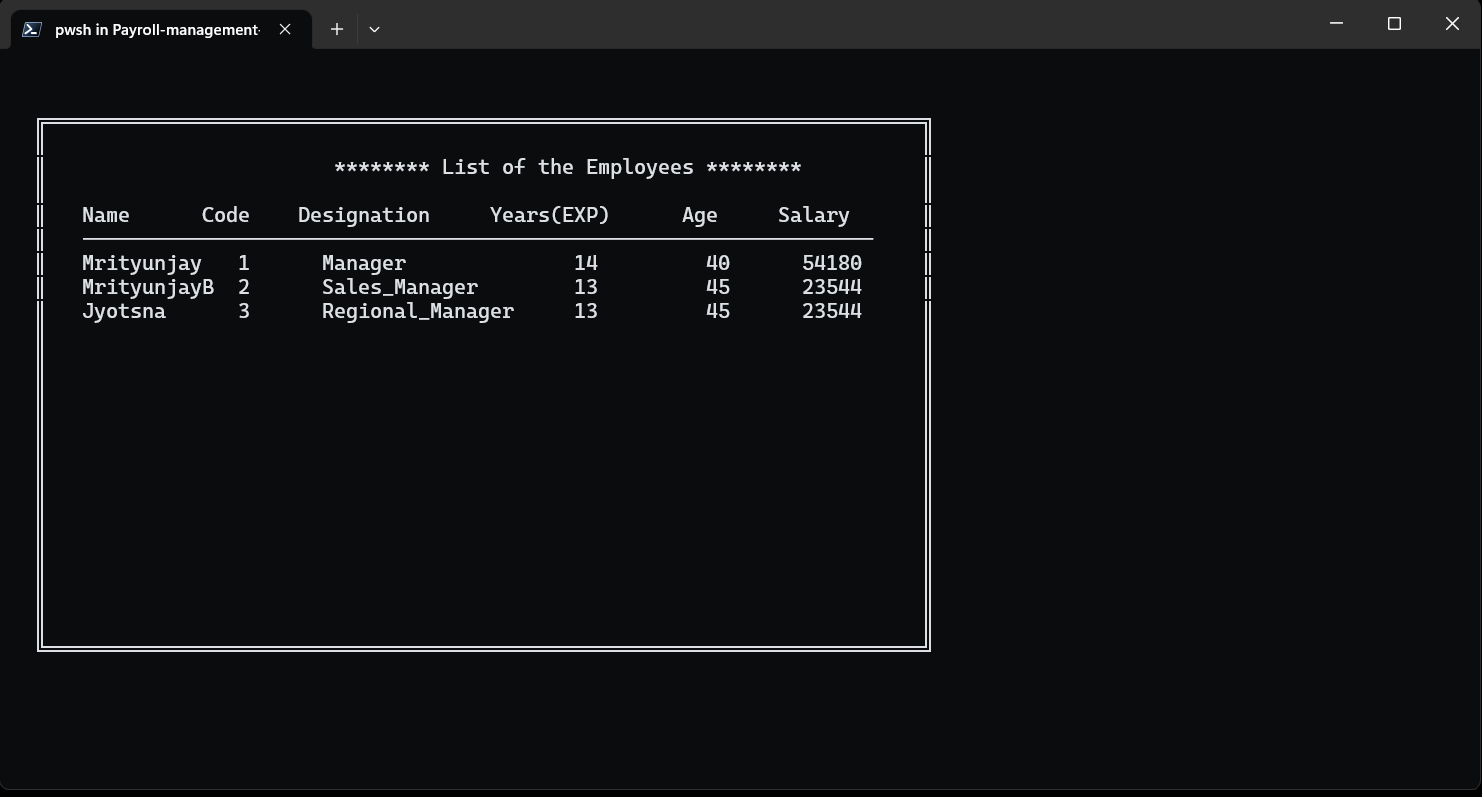 pwsh in Payroll-management-
******** List of the Employees ********
Name Code Designation Years(EXP) Age Salary
Mrityunjay 1 Manager 14 40 54180
MrityunjayB 2 Sales_Manager 13 45 23544
Jyotsna 3 Regional_Manager 13 45 23544